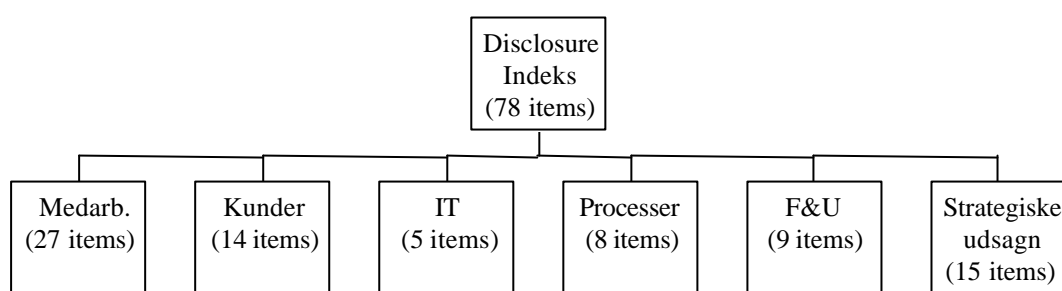 Disclosure
Indeks
(78 items)
Medarb.
(27 items)
Kunder
(14 items)
IT
(5 items)
Processer
(8 items)
F&U
(9 items)
Strategiske
udsagn
(15 items)